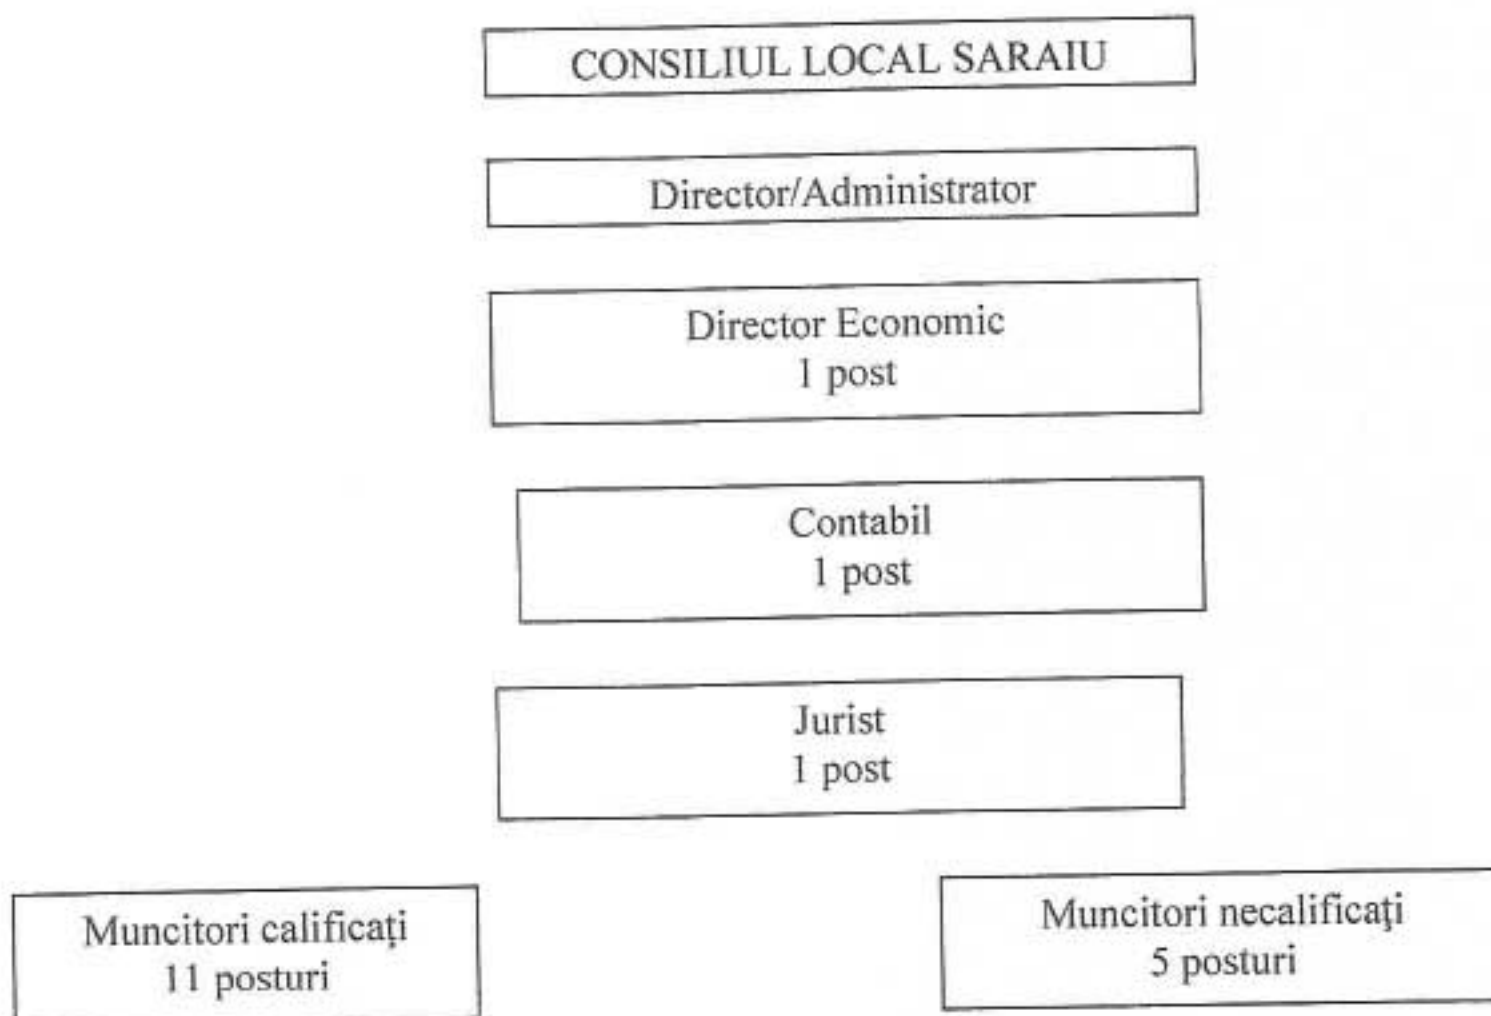 CONSILIUL LOCAL SARAIU
Director/Administrator
Director Economic
1 post
Contabil
1 post
Jurist
1 post
Muncitori calificați
11 posturi
Muncitori necalificaţi
5 posturi